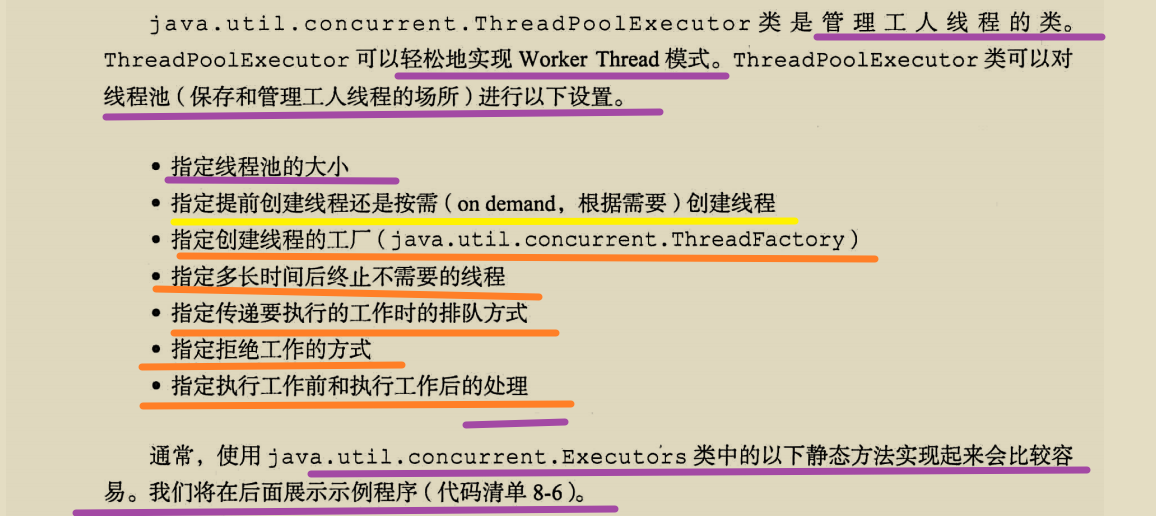 java.util.concurrent.ThreadPoolExecutor 类是管理工人线程的类。
ThreadPoolExecutor 可以轻松地实现 Worker Thread 模式。ThreadPoolExecutor 类可以对
线程池（保存和管理工人线程的场所）进行以下设置。
• 指定线程池的大小
• 指定提前创建线程还是按需（on demand，根据需要）创建线程
• 指定创建线程的工厂（java.util.concurrent.ThreadFactory）
• 指定多长时间后终止不需要的线程
• 指定传递要执行的工作时的排队方式
• 指定拒绝工作的方式
• 指定执行工作前和执行工作后的处理
通常，使用 java.util.concurrent.Executors 类中的以下静态方法实现起来会比较容
易。我们将在后面展示示例程序（代码清单 8-6）。